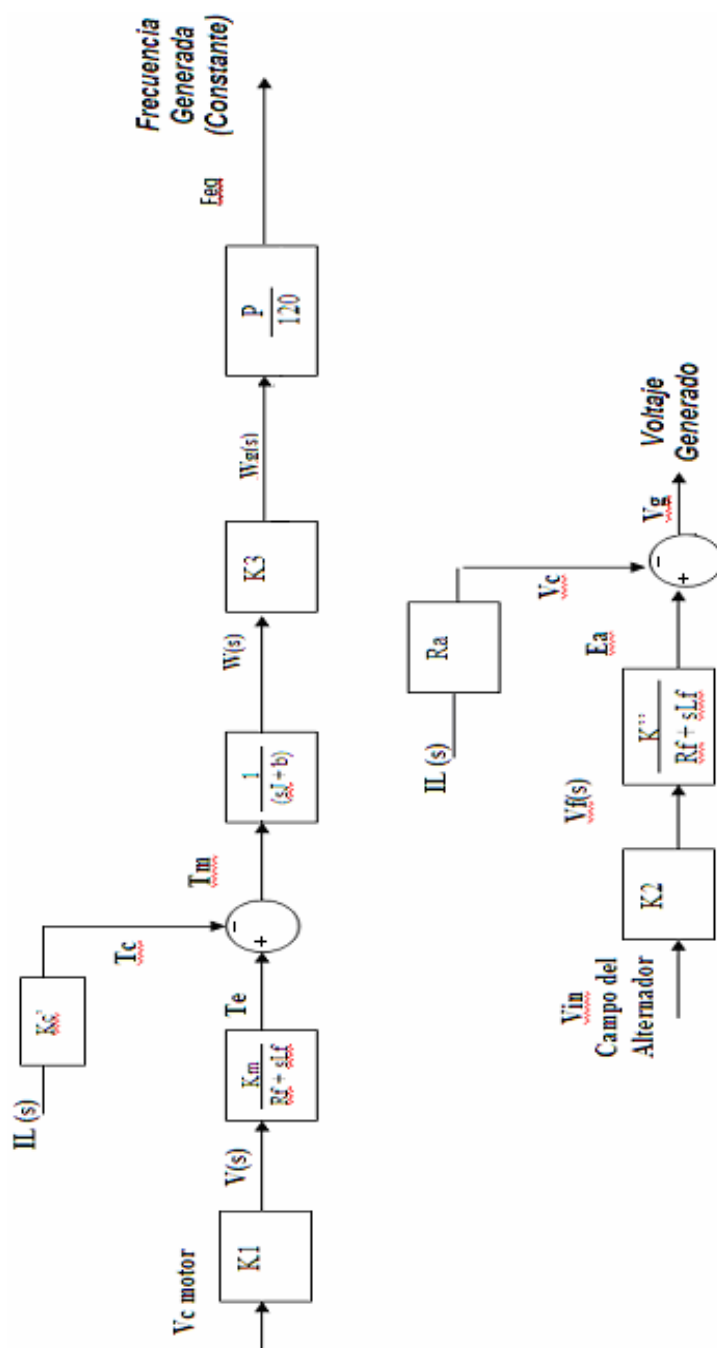 IL (s)
Kc'
Tc
Vc motor
K1
V(s)
Km
Rf + sLf
Te
+
-
Tm
1
(sJ + b)
W(s)
K3
Wg(s)
P
120
Feq
Frecuencia
Generada
(Constante)
IL (s)
Ra
Vc
Vin
Campo del
Alternador
K2
Vf(s)
Rf + sLf
Ea
+
-
Vg
Voltaje
Generado